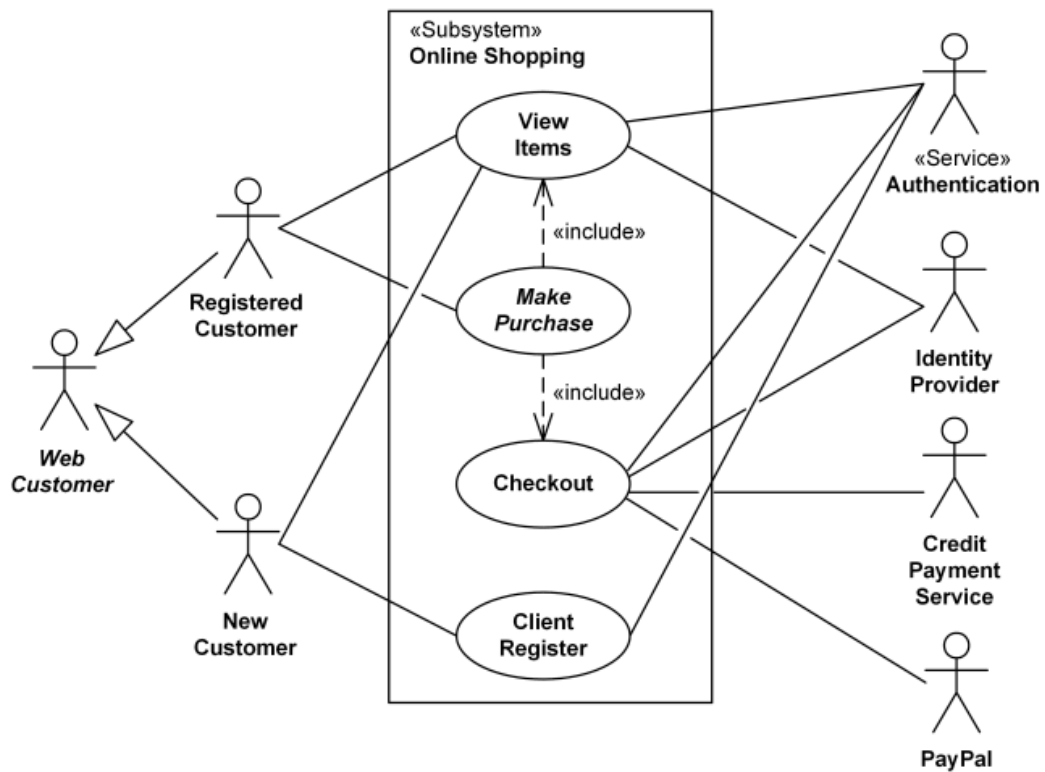 «Subsystem»
Online Shopping
View
Items
«include»
Make
Purchase
«include»
Checkout
Client
Register
Registered
Customer
Web
Customer
New
Customer
«Service»
Authentication
Identity
Provider
Credit
Payment
Service
PayPal